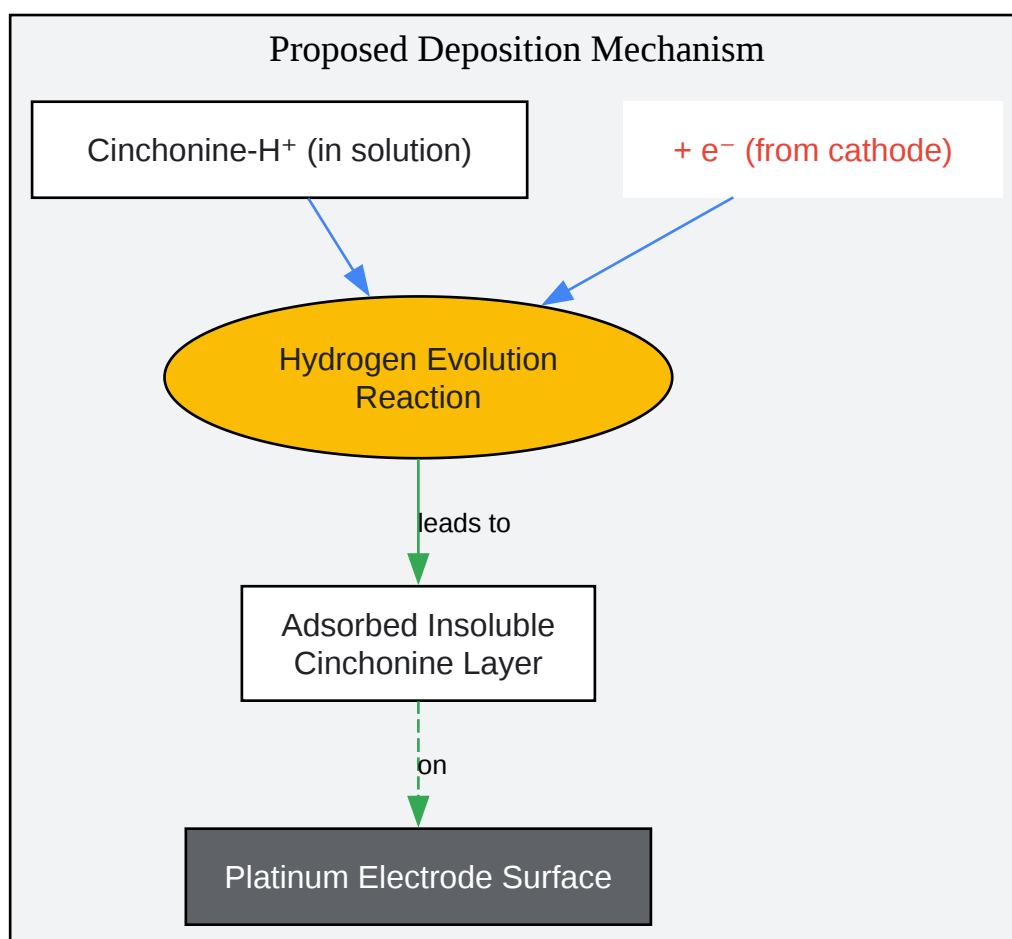 Proposed Deposition Mechanism
Cinchonine-H⁺ (in solution)
+ e⁻ (from cathode)
Hydrogen Evolution
Reaction
leads to
Adsorbed Insoluble
Cinchonine Layer
on
Platinum Electrode Surface